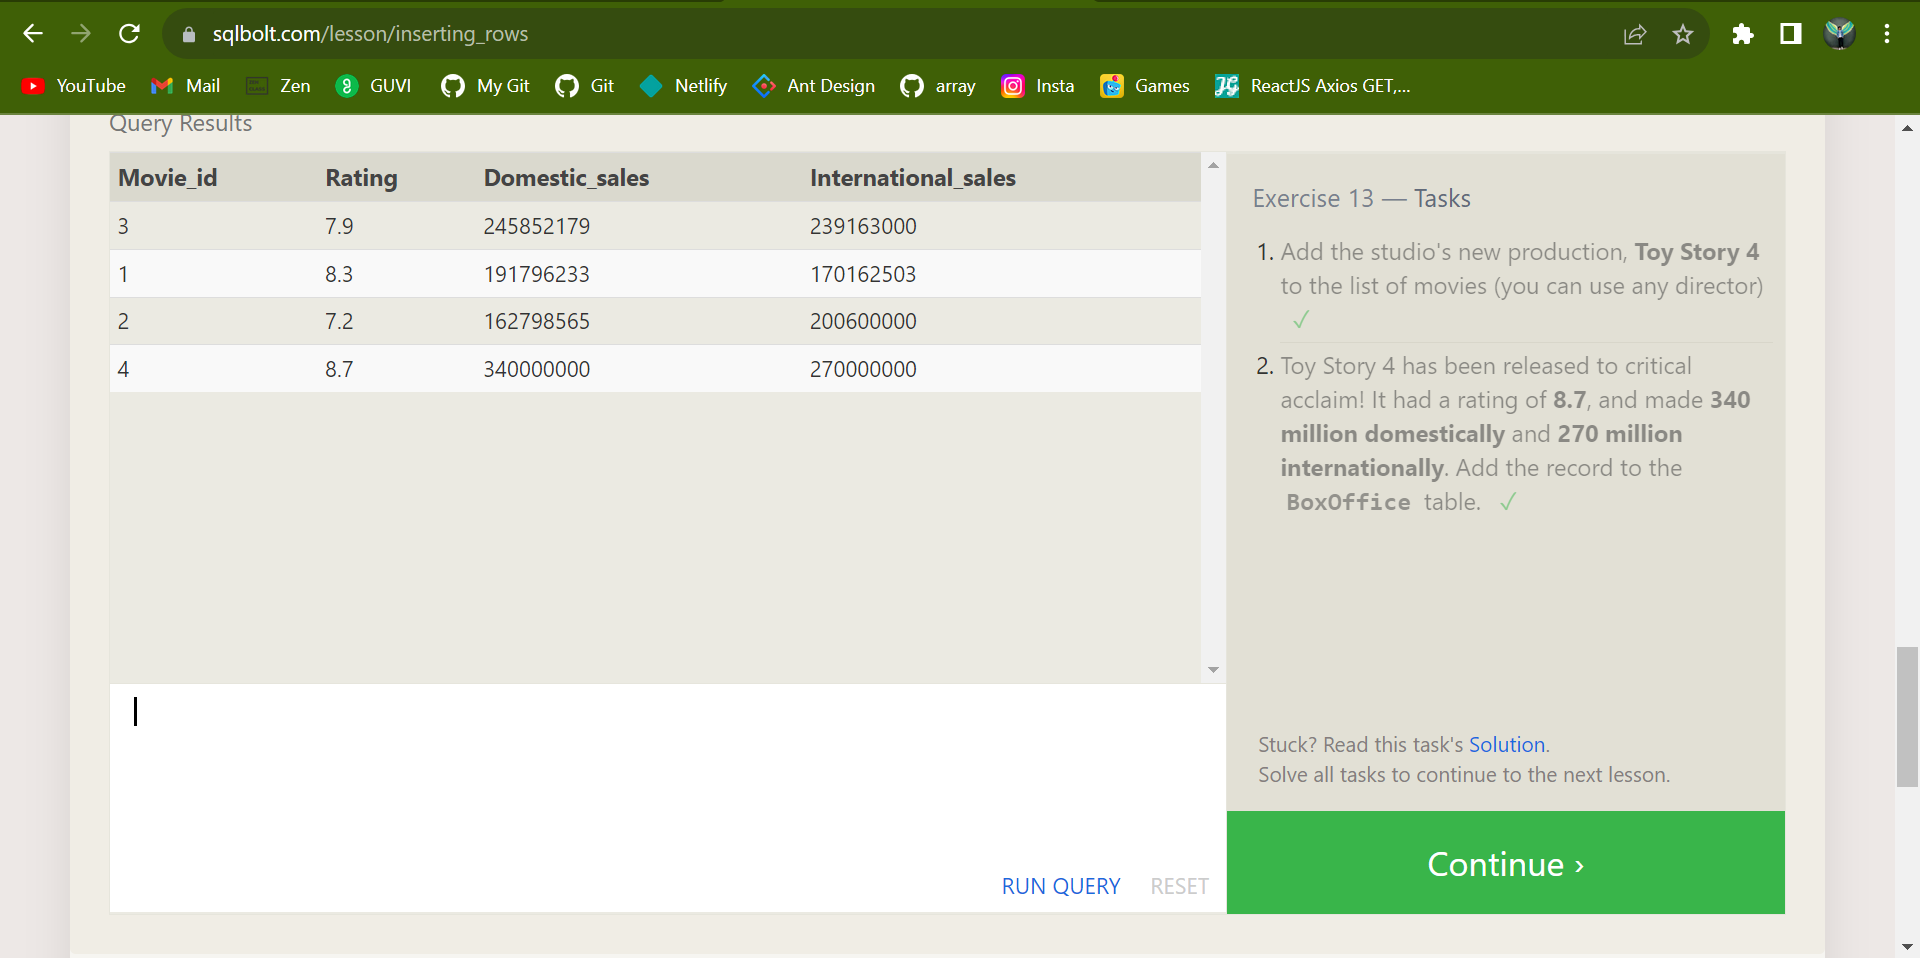 sqlbolt.com/lesson/inserting_rows
YouTube Mail Zen GUVI My Git Git Netlify Ant Design array Insta Games ReactJS Axios GET,...
Query Results
Movie_id Rating Domestic_sales International_sales
3 7.9 245852179 239163000
1 8.3 191796233 170162503
2 7.2 162798565 200600000
4 8.7 340000000 270000000
Exercise 13 — Tasks
1. Add the studio's new production, Toy Story 4
to the list of movies (you can use any director)
✓
2. Toy Story 4 has been released to critical
acclaim! It had a rating of 8.7, and made 340
million domestically and 270 million
internationally. Add the record to the
BoxOffice table. ✓
Stuck? Read this task's Solution.
Solve all tasks to continue to the next lesson.
RUN QUERY RESET
Continue ›